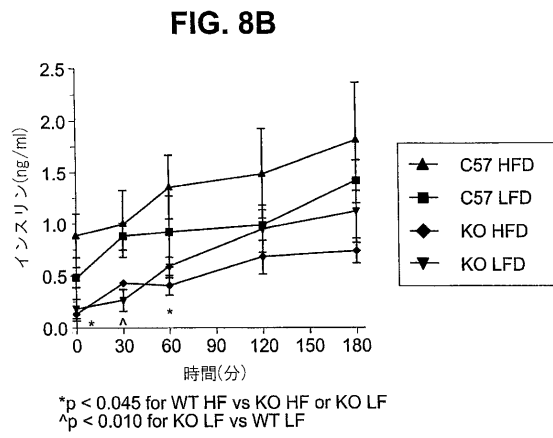 FIG. 8B
インスリン(ng/ml)
2.5
2.0
1.5
1.0
0.5
0.0
* ^ *
0 30 60 120 180
時間(分)
C57 HFD
C57 LFD
KO HFD
KO LFD
*p < 0.045 for WT HF vs KO HF or KO LF
^p < 0.010 for KO LF vs WT LF